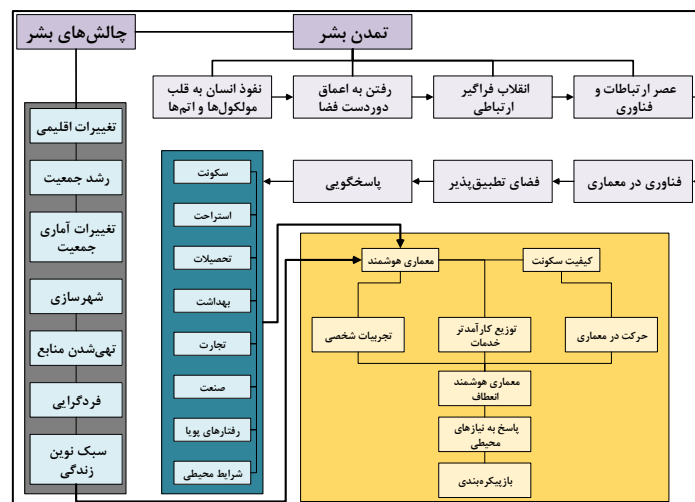 تمدن بشر
چالش‌های بشر
عصر ارتباطات و
فناوری
انقلاب فراگیر
ارتباطی
رفتن به اعماق
دوردست فضا
نفوذ انسان به قلب
مولکول‌ها و اتم‌ها
فناوری در معماری
فضای تطبیق‌پذیر
پاسخگویی
تغییرات اقلیمی
رشد جمعیت
تغییرات آماری
جمعیت
شهرسازی
تهی‌شدن منابع
فردگرایی
سبک نوین
زندگی
سکونت
استراحت
تحصیلات
بهداشت
تجارت
صنعت
رفتارهای پویا
شرایط محیطی
کیفیت سکونت
معماری هوشمند
حرکت در معماری
توزیع کارآمدتر
خدمات
تجربیات شخصی
معماری هوشمند
انعطاف
پاسخ به نیازهای
محیطی
بازپیکره‌بندی